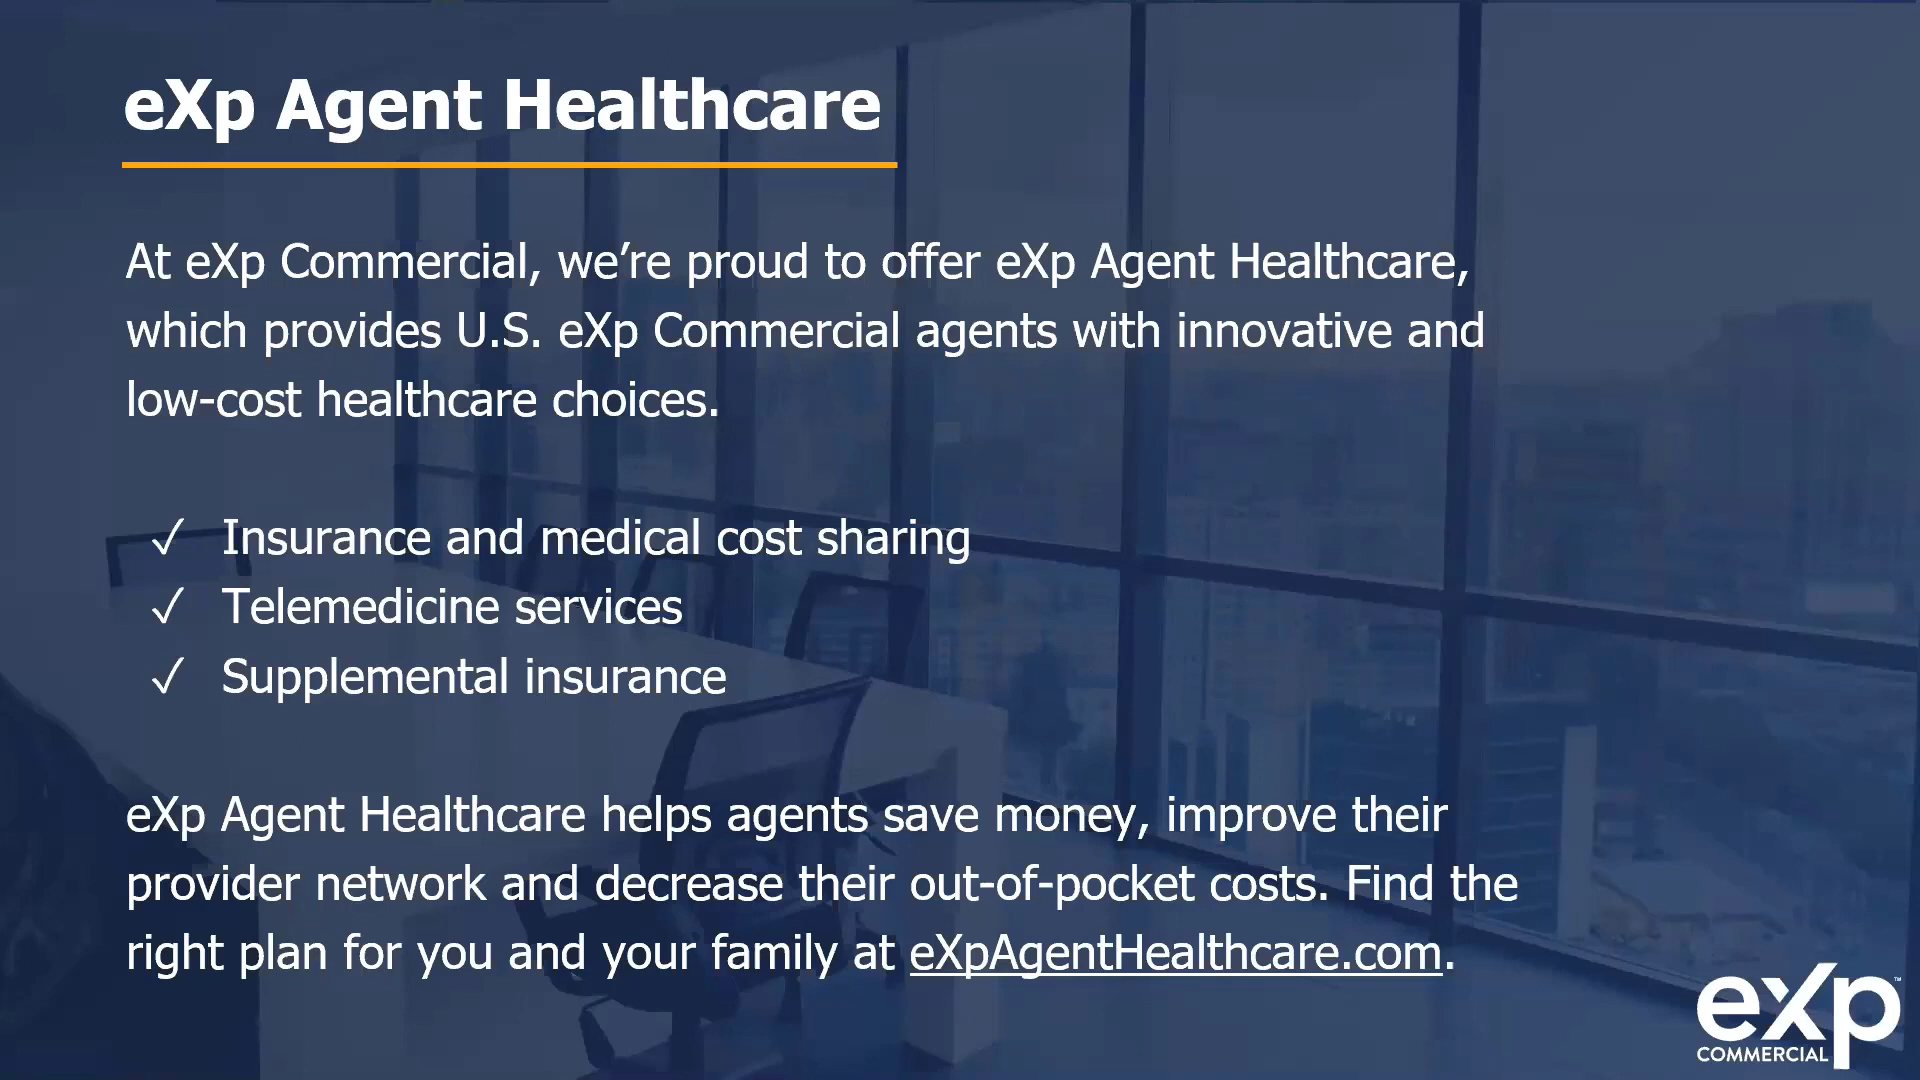 eXp Agent Healthcare
At eXp Commercial, we’re proud to offer eXp Agent Healthcare,
which provides U.S. eXp Commercial agents with innovative and
low-cost healthcare choices.
✓ Insurance and medical cost sharing
✓ Telemedicine services
✓ Supplemental insurance
eXp Agent Healthcare helps agents save money, improve their
provider network and decrease their out-of-pocket costs. Find the
right plan for you and your family at eXpAgentHealthcare.com.
eXp™
COMMERCIAL